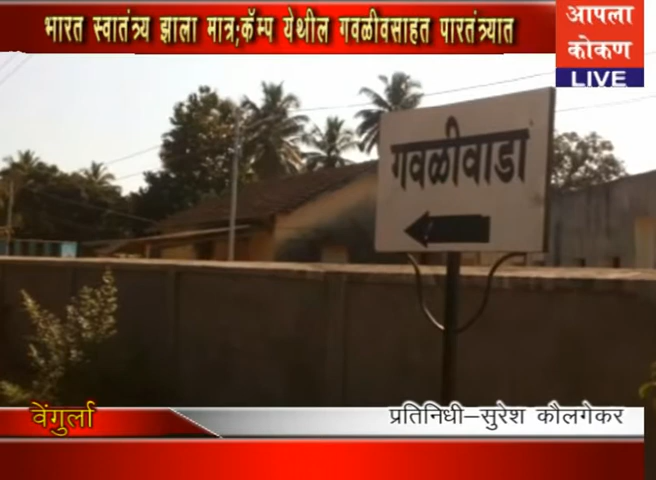 भारत स्वातंत्र्य झाला मात्र;कॅम्प येथील गवळीवसाहत पारतंत्र्यात
आपला
कोकण
LIVE
गवळीवाडा
वेंगुर्ला
प्रतिनिधी–सुरेश कौलगेकर